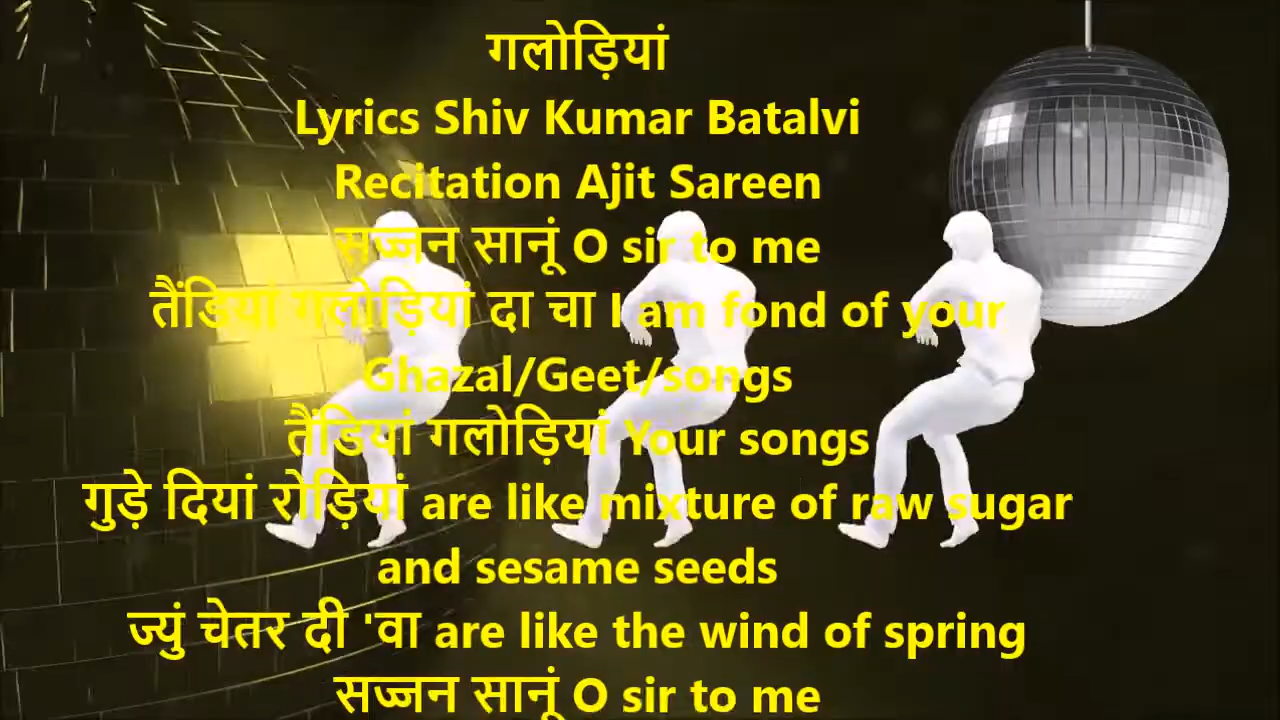 गलोड़ियां
Lyrics Shiv Kumar Batalvi
Recitation Ajit Sareen
सज्जन सानूं O sir to me
तैंडियां गलोड़ियां दा चा I am fond of your
Ghazal/Geet/songs
तैंडियां गलोड़ियां Your songs
गुड़े दियां रोड़ियां are like mixture of raw sugar
and sesame seeds
ज्युं चेतर दी 'वा are like the wind of spring
सज्जन सानूं O sir to me